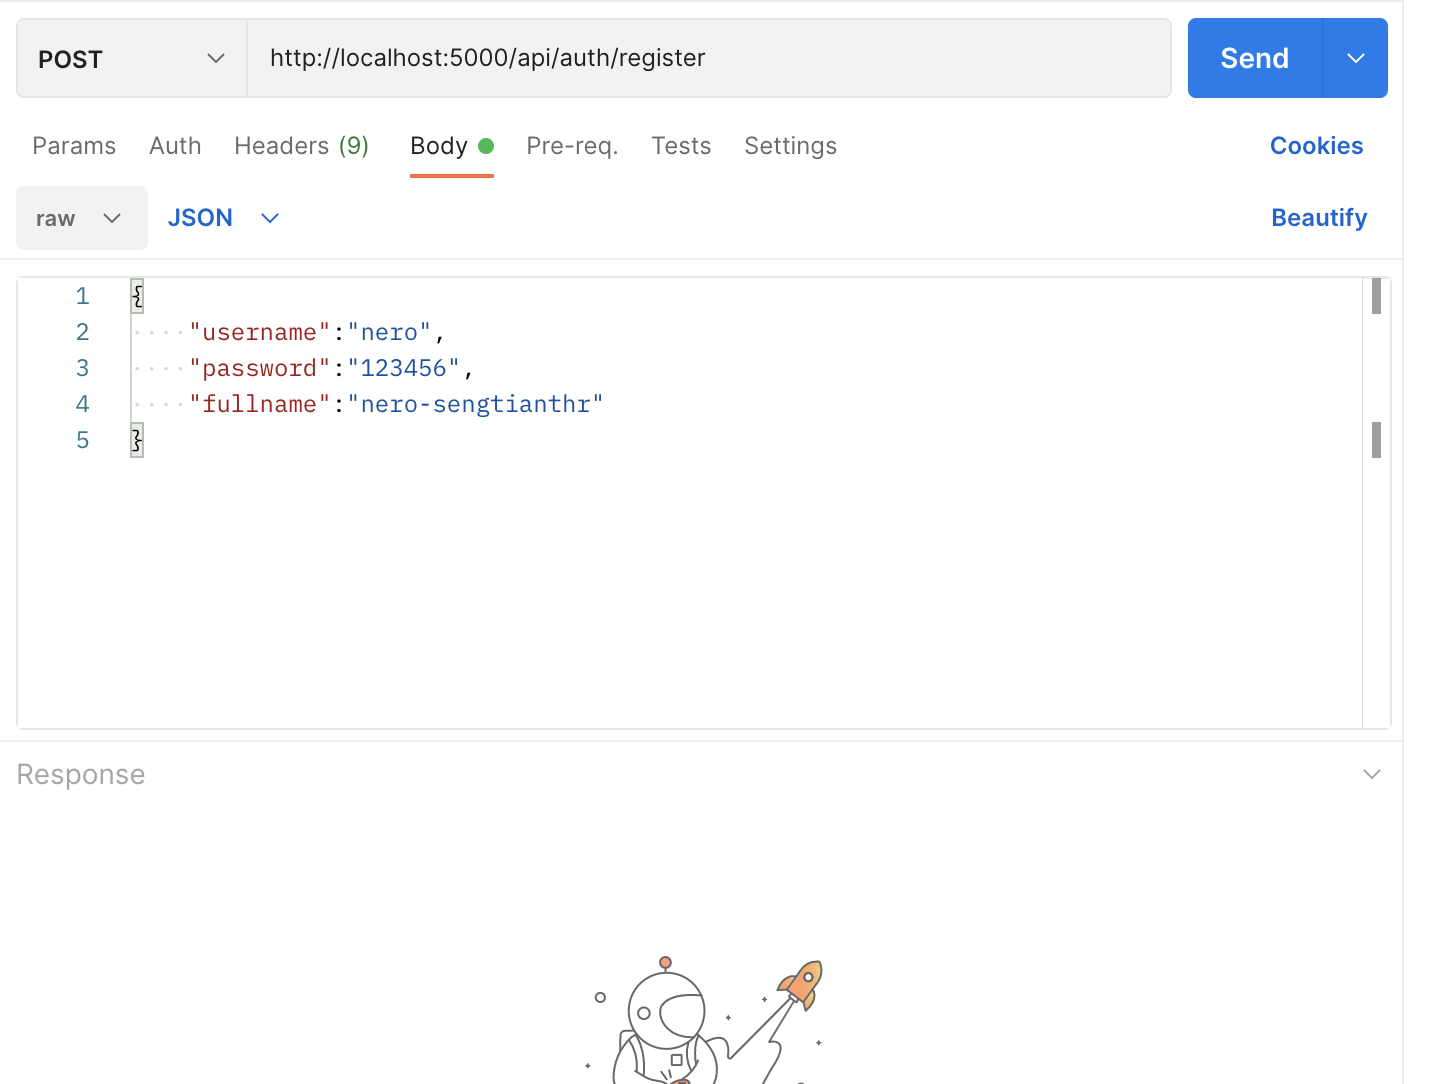 POST http://localhost:5000/api/auth/register Send
Params Auth Headers (9) Body Pre-req. Tests Settings Cookies
raw JSON Beautify
1 {
2 "username":"nero",
3 "password":"123456",
4 "fullname":"nero-sengtianthr"
5 }
Response